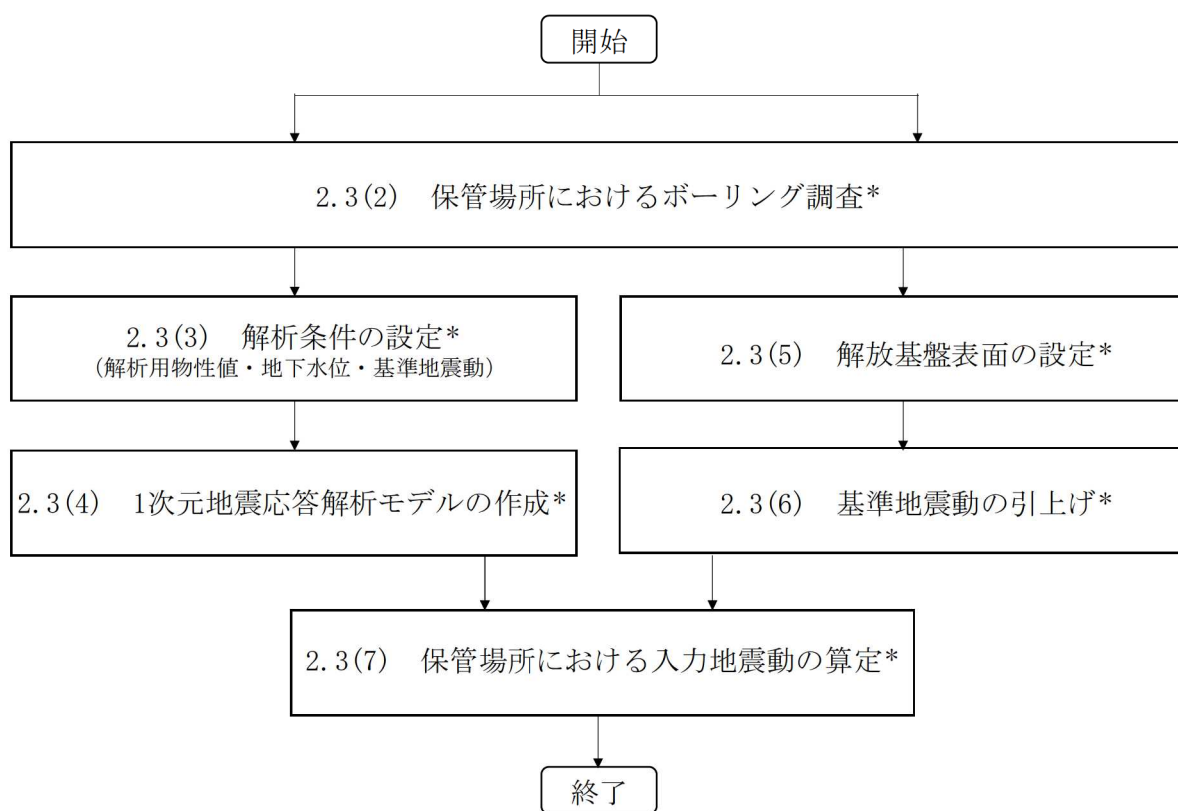 開始
2.3(2) 保管場所におけるボーリング調査*
2.3(3) 解析条件の設定*
(解析用物性値・地下水位・基準地震動)
2.3(5) 解放基盤表面の設定*
2.3(4) 1次元地震応答解析モデルの作成*
2.3(6) 基準地震動の引上げ*
2.3(7) 保管場所における入力地震動の算定*
終了